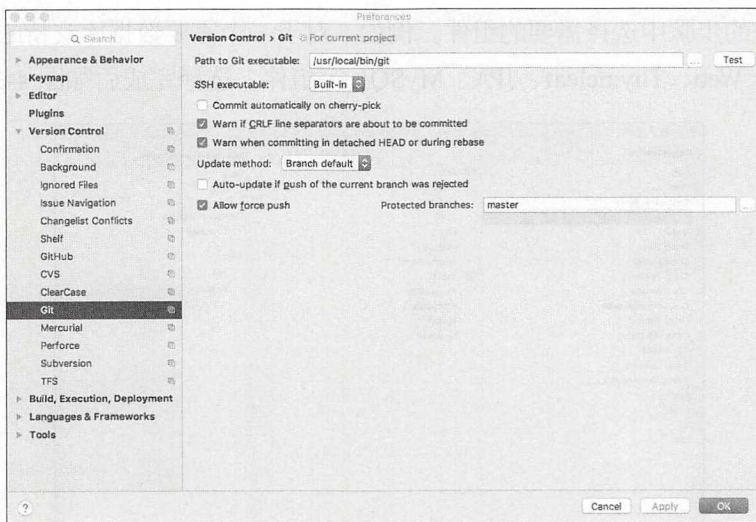 Preferences
Search
Appearance & Behavior
Keymap
Editor
Plugins
Version Control
Confirmation
Background
Ignored Files
Issue Navigation
Changelist Conflicts
Shelf
GitHub
CVS
ClearCase
Git
Mercurial
Perforce
Subversion
TFS
Build, Execution, Deployment
Languages & Frameworks
Tools
Version Control › Git For current project
Path to Git executable: /usr/local/bin/git ... Test
SSH executable: Built-in
Commit automatically on cherry-pick
Warn if CRLF line separators are about to be committed
Warn when committing in detached HEAD or during rebase
Update method: Branch default
Auto-update if push of the current branch was rejected
Allow force push Protected branches: master ...
? Cancel Apply OK